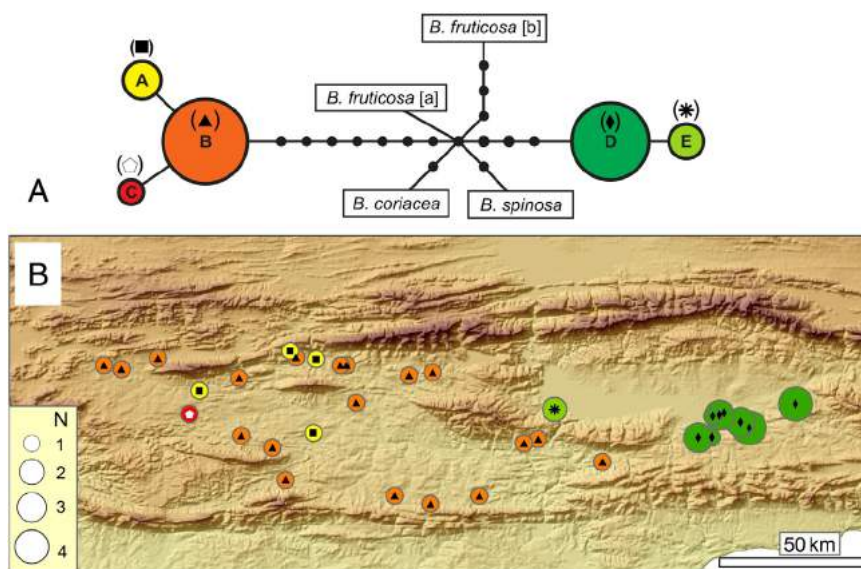 B. fruticosa [b]
B. fruticosa [a]
A
B
C
D
E
B. coriacea
B. spinosa
A
B
N
1
2
3
4
50 km